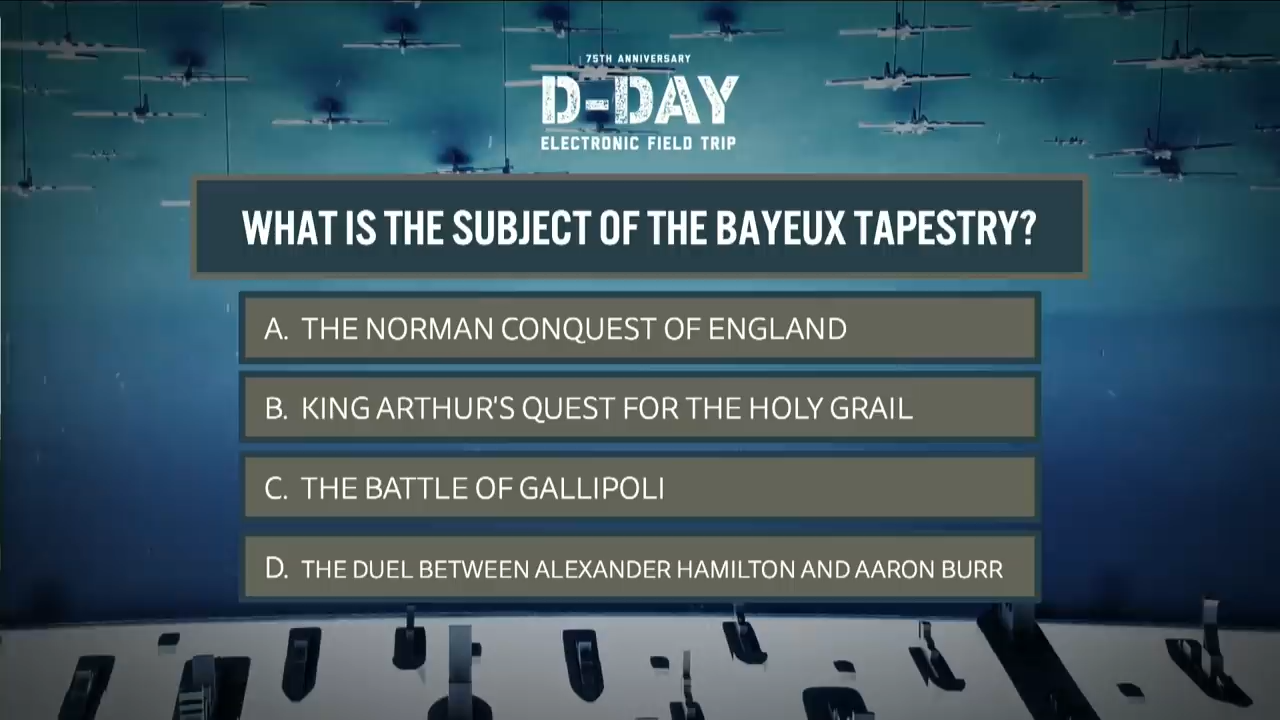 75TH ANNIVERSARY
D-DAY
ELECTRONIC FIELD TRIP
WHAT IS THE SUBJECT OF THE BAYEUX TAPESTRY?
A. THE NORMAN CONQUEST OF ENGLAND
B. KING ARTHUR'S QUEST FOR THE HOLY GRAIL
C. THE BATTLE OF GALLIPOLI
D. THE DUEL BETWEEN ALEXANDER HAMILTON AND AARON BURR